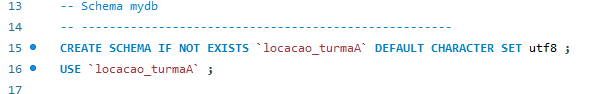 13 -- Schema mydb
14 -- -----------------------------------------------------
15 CREATE SCHEMA IF NOT EXISTS `locacao_turmaA` DEFAULT CHARACTER SET utf8 ;
16 USE `locacao_turmaA` ;
17